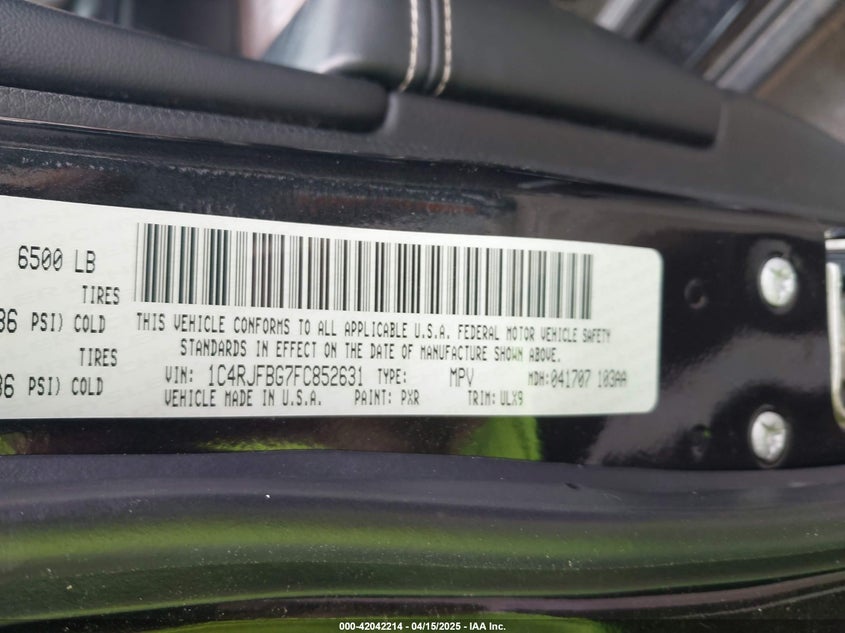 6500 LB
TIRES
PSI) COLD
TIRES
PSI) COLD
THIS VEHICLE CONFORMS TO ALL APPLICABLE U.S.A. FEDERAL MOTOR VEHICLE SAFETY
STANDARDS IN EFFECT ON THE DATE OF MANUFACTURE SHOWN ABOVE.
VIN: 1C4RJFBG7FC852631 TYPE: MPV MDH: 041707 103AA
VEHICLE MADE IN U.S.A. PAINT: PXR TRIM: ULX9
000-42042214 - 04/15/2025 - IAA Inc.